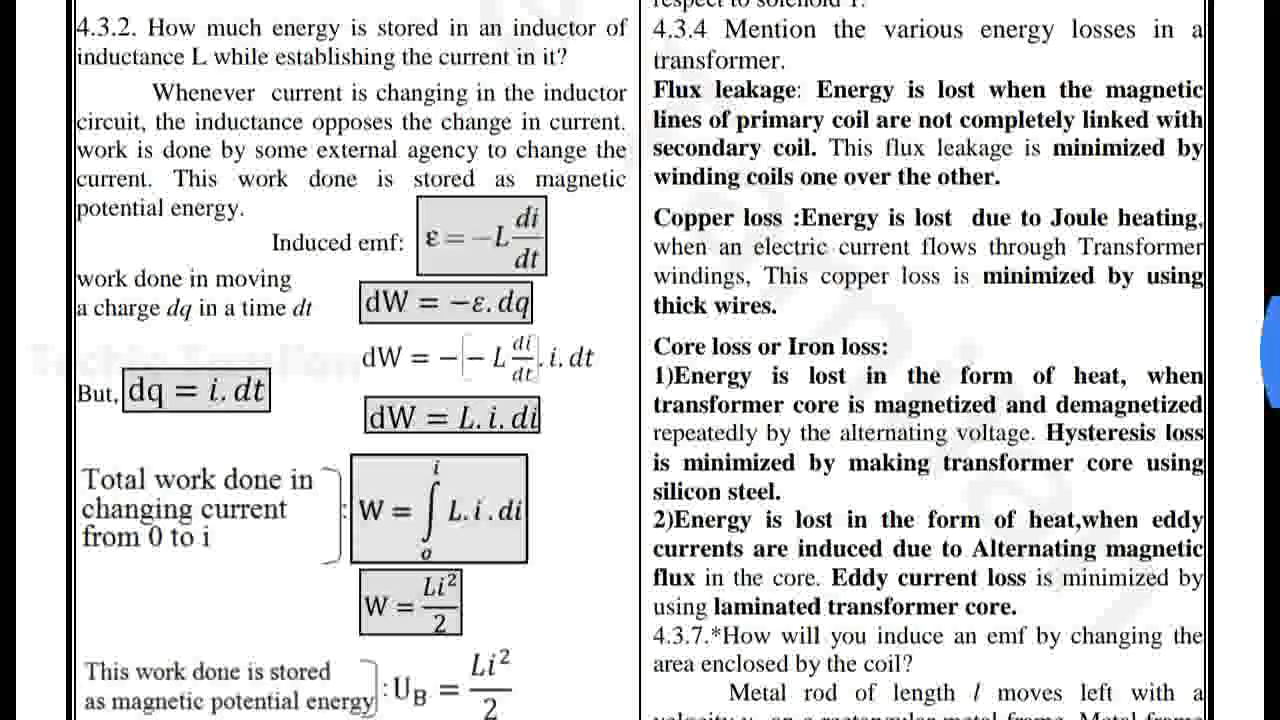 4.3.2. How much energy is stored in an inductor of
inductance L while establishing the current in it?
Whenever current is changing in the inductor
circuit, the inductance opposes the change in current.
work is done by some external agency to change the
current. This work done is stored as magnetic
potential energy.
Induced emf: ε = −L di/dt
work done in moving
a charge dq in a time dt
dW = −ε. dq
dW = −[− L di/dt]. i. dt
But, dq = i. dt
dW = L. i. di
Total work done in
changing current
from 0 to i
: W = ∫₀ⁱ L. i . di
W = Li²/2
This work done is stored
as magnetic potential energy
: U_B = Li²/2
respect to solenoid 1.
4.3.4 Mention the various energy losses in a
transformer.
Flux leakage: Energy is lost when the magnetic
lines of primary coil are not completely linked with
secondary coil. This flux leakage is minimized by
winding coils one over the other.
Copper loss :Energy is lost due to Joule heating,
when an electric current flows through Transformer
windings, This copper loss is minimized by using
thick wires.
Core loss or Iron loss:
1)Energy is lost in the form of heat, when
transformer core is magnetized and demagnetized
repeatedly by the alternating voltage. Hysteresis loss
is minimized by making transformer core using
silicon steel.
2)Energy is lost in the form of heat,when eddy
currents are induced due to Alternating magnetic
flux in the core. Eddy current loss is minimized by
using laminated transformer core.
4.3.7.*How will you induce an emf by changing the
area enclosed by the coil?
Metal rod of length l moves left with a
velocity v on a rectangular metal frame. Metal frame